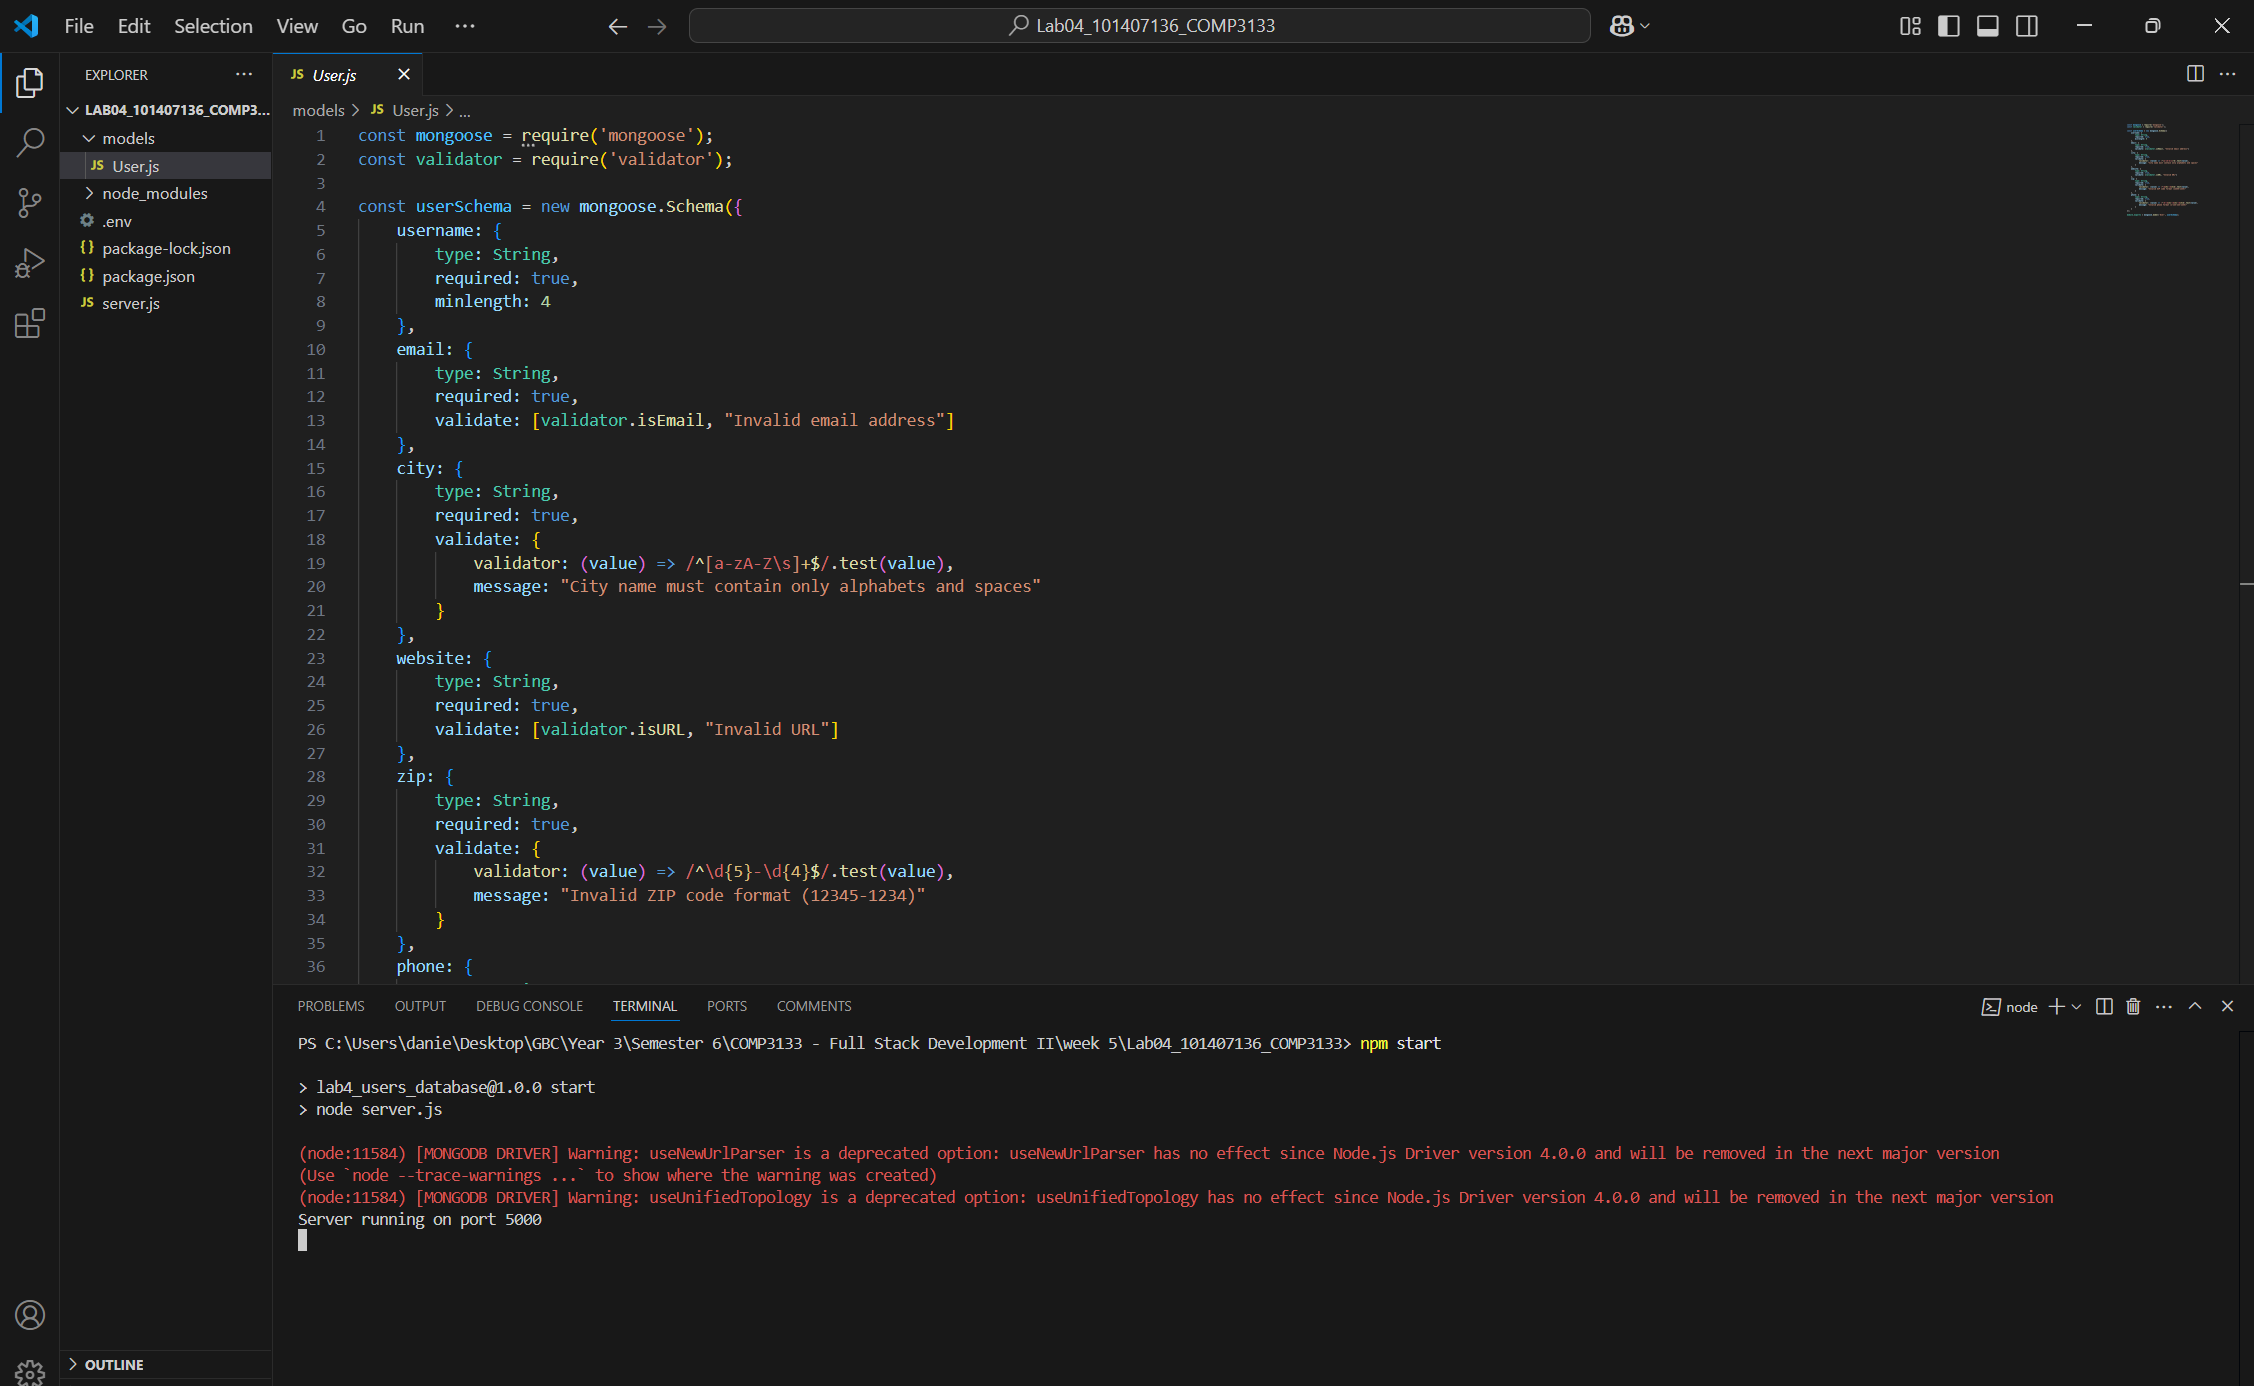 File Edit Selection View Go Run ···
Lab04_101407136_COMP3133
EXPLORER ···
LAB04_101407136_COMP3...
models
JS User.js
node_modules
.env
{} package-lock.json
{} package.json
JS server.js
OUTLINE
JS User.js
models > JS User.js > ...
1 const mongoose = require('mongoose');
2 const validator = require('validator');
3
4 const userSchema = new mongoose.Schema({
5 username: {
6 type: String,
7 required: true,
8 minlength: 4
9 },
10 email: {
11 type: String,
12 required: true,
13 validate: [validator.isEmail, "Invalid email address"]
14 },
15 city: {
16 type: String,
17 required: true,
18 validate: {
19 validator: (value) => /^[a-zA-Z\s]+$/.test(value),
20 message: "City name must contain only alphabets and spaces"
21 }
22 },
23 website: {
24 type: String,
25 required: true,
26 validate: [validator.isURL, "Invalid URL"]
27 },
28 zip: {
29 type: String,
30 required: true,
31 validate: {
32 validator: (value) => /^\d{5}-\d{4}$/.test(value),
33 message: "Invalid ZIP code format (12345-1234)"
34 }
35 },
36 phone: {
PROBLEMS OUTPUT DEBUG CONSOLE TERMINAL PORTS COMMENTS
node
PS C:\Users\danie\Desktop\GBC\Year 3\Semester 6\COMP3133 - Full Stack Development II\week 5\Lab04_101407136_COMP3133> npm start
> lab4_users_database@1.0.0 start
> node server.js
(node:11584) [MONGODB DRIVER] Warning: useNewUrlParser is a deprecated option: useNewUrlParser has no effect since Node.js Driver version 4.0.0 and will be removed in the next major version
(Use `node --trace-warnings ...` to show where the warning was created)
(node:11584) [MONGODB DRIVER] Warning: useUnifiedTopology is a deprecated option: useUnifiedTopology has no effect since Node.js Driver version 4.0.0 and will be removed in the next major version
Server running on port 5000